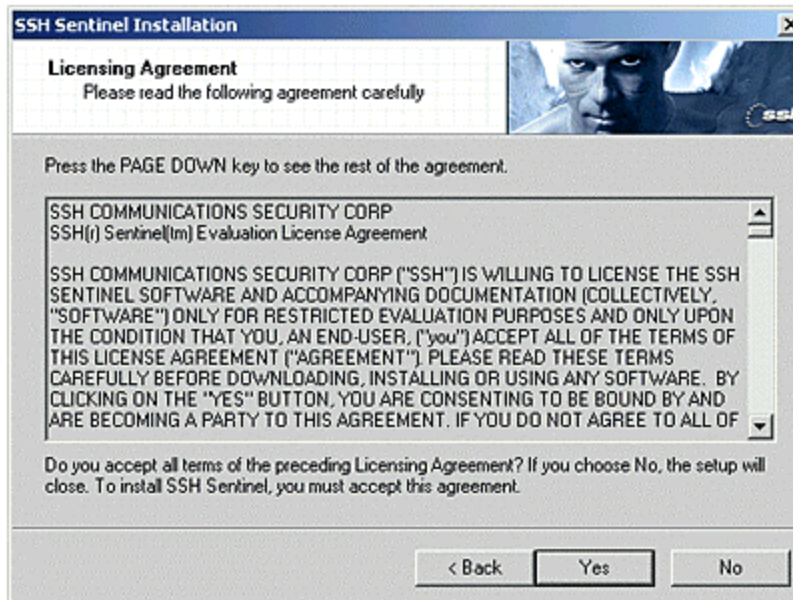 SSH Sentinel Installation
Licensing Agreement
Please read the following agreement carefully
ssh
Press the PAGE DOWN key to see the rest of the agreement.
SSH COMMUNICATIONS SECURITY CORP
SSH(r) Sentinel(tm) Evaluation License Agreement
SSH COMMUNICATIONS SECURITY CORP ("SSH") IS WILLING TO LICENSE THE SSH
SENTINEL SOFTWARE AND ACCOMPANYING DOCUMENTATION (COLLECTIVELY,
"SOFTWARE") ONLY FOR RESTRICTED EVALUATION PURPOSES AND ONLY UPON
THE CONDITION THAT YOU, AN END-USER, ("you") ACCEPT ALL OF THE TERMS OF
THIS LICENSE AGREEMENT ("AGREEMENT"). PLEASE READ THESE TERMS
CAREFULLY BEFORE DOWNLOADING, INSTALLING OR USING ANY SOFTWARE. BY
CLICKING ON THE "YES" BUTTON, YOU ARE CONSENTING TO BE BOUND BY AND
ARE BECOMING A PARTY TO THIS AGREEMENT. IF YOU DO NOT AGREE TO ALL OF
Do you accept all terms of the preceding Licensing Agreement? If you choose No, the setup will
close. To install SSH Sentinel, you must accept this agreement.
< Back
Yes
No